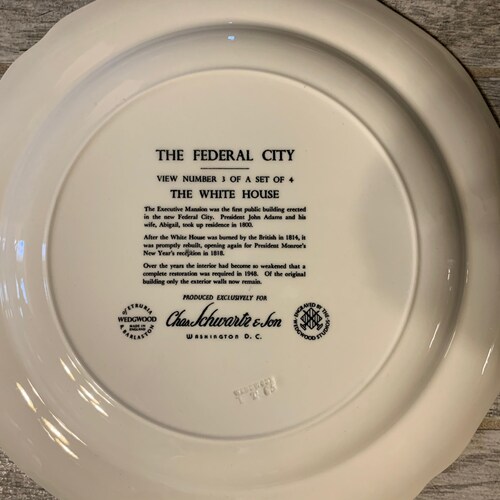 THE FEDERAL CITY
VIEW NUMBER 3 OF A SET OF 4
THE WHITE HOUSE
The Executive Mansion was the first public building erected
in the new Federal City. President John Adams and his
wife, Abigail, took up residence in 1800.
After the White House was burned by the British in 1814, it
was promptly rebuilt, opening again for President Monroe's
New Year's reception in 1818.
Over the years the interior had become so weakened that a
complete restoration was required in 1948. Of the original
building only the exterior walls now remain.
PRODUCED EXCLUSIVELY FOR
Chas Schwartz & Son
WASHINGTON D. C.
OF ETRURIA
WEDGWOOD
MADE IN
ENGLAND
& BARLASTON
ENGRAVED BY THE
WEDGWOOD STUDIOS